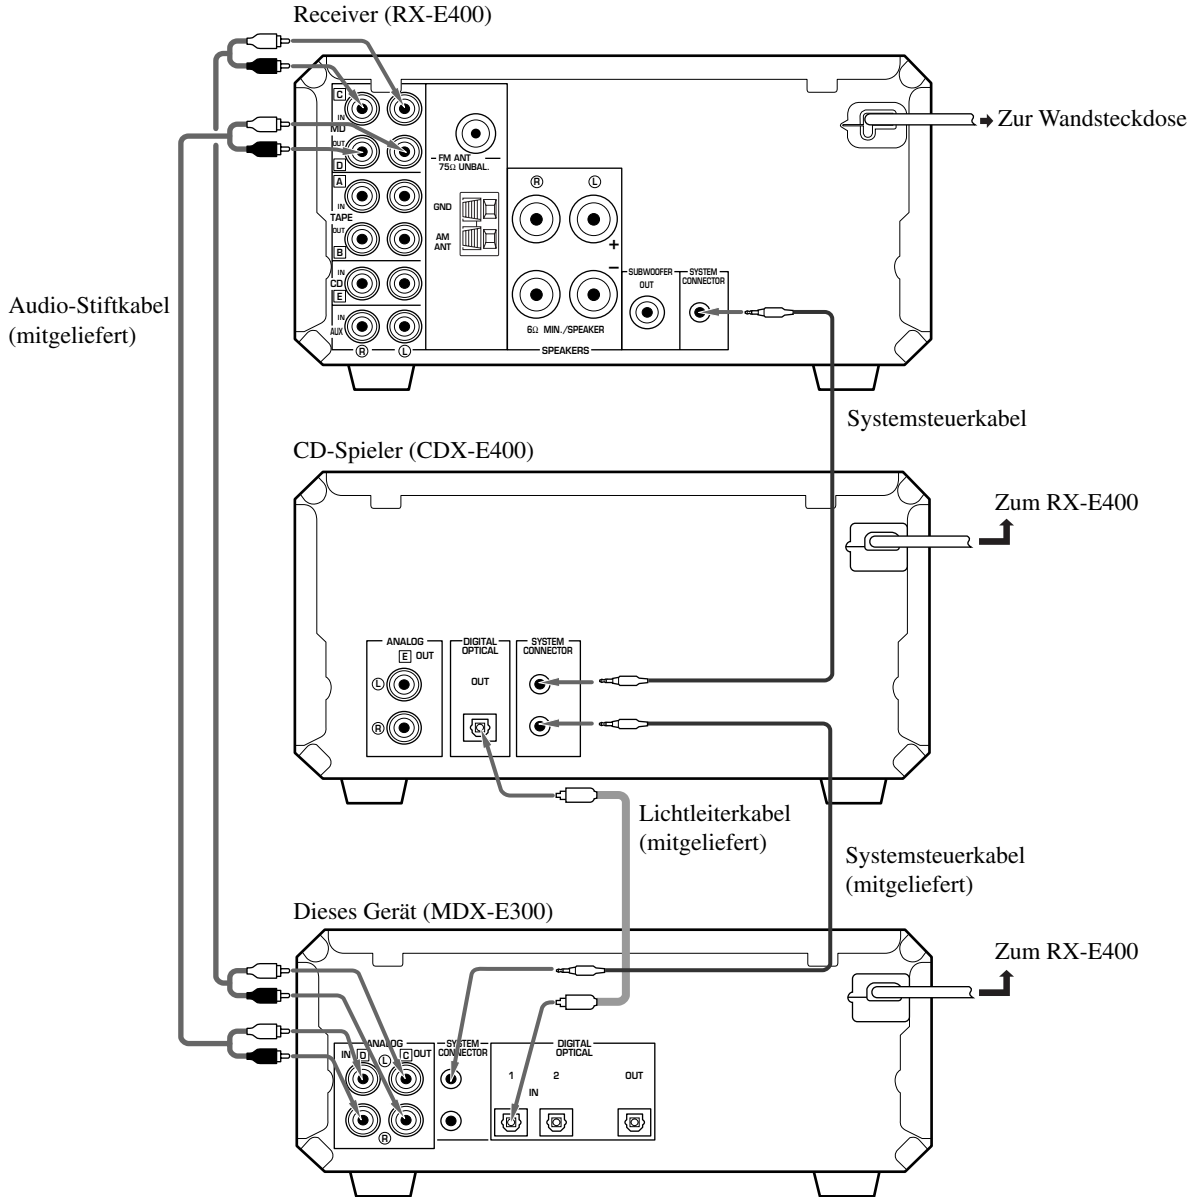 Receiver (RX-E400)
Zur Wandsteckdose
C
IN
MD
OUT
D
A
IN
TAPE
OUT
B
IN
CD
E
IN
AUX
R L
FM ANT
75Ω UNBAL.
GND
AM
ANT
R L
+
–
6Ω MIN./SPEAKER
SPEAKERS
SUBWOOFER
OUT
SYSTEM
CONNECTOR
Audio-Stiftkabel
(mitgeliefert)
Systemsteuerkabel
CD-Spieler (CDX-E400)
Zum RX-E400
ANALOG
E OUT
L
R
DIGITAL
OPTICAL
OUT
SYSTEM
CONNECTOR
Lichtleiterkabel
(mitgeliefert)
Systemsteuerkabel
(mitgeliefert)
Dieses Gerät (MDX-E300)
Zum RX-E400
ANALOG
IN D C OUT
L
R
SYSTEM
CONNECTOR
DIGITAL
OPTICAL
1 2 OUT
IN